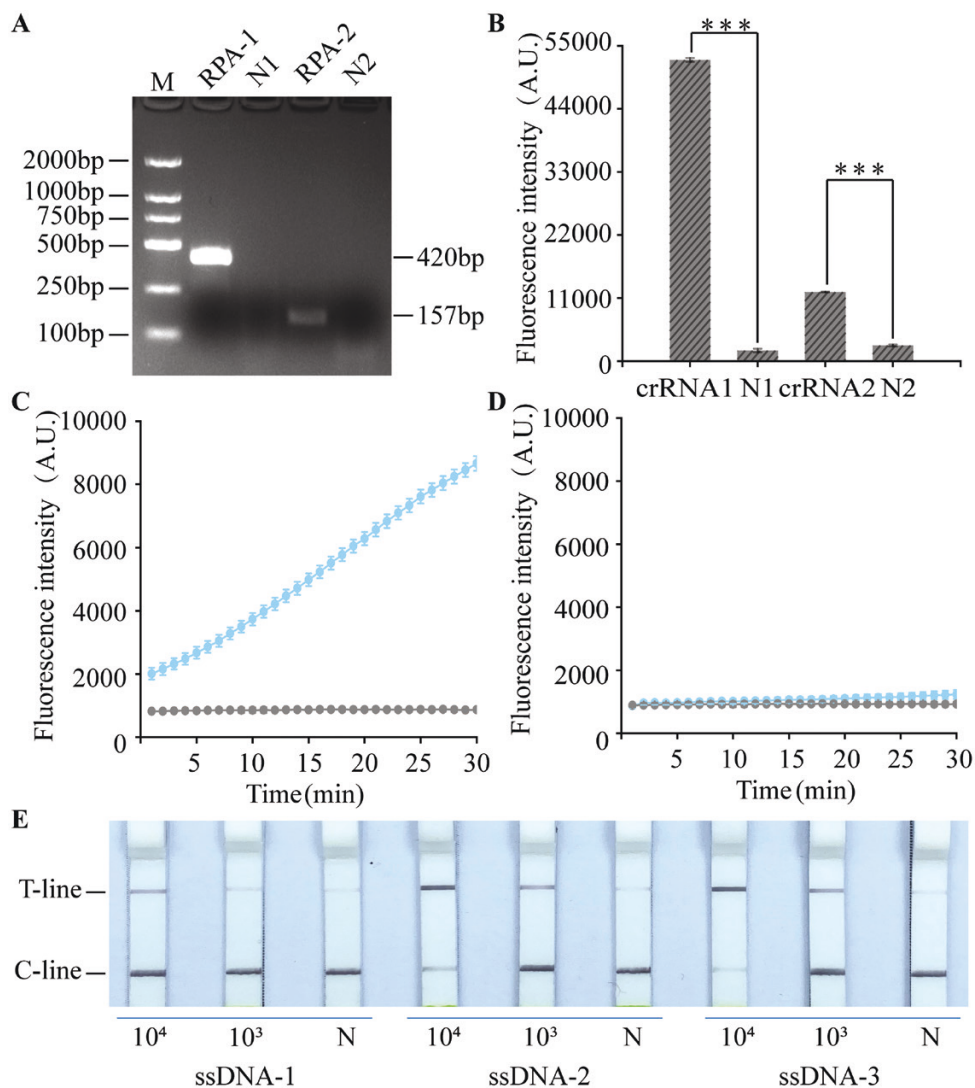 A
M RPA-1 N1 RPA-2 N2
2000bp
1000bp
750bp
500bp
250bp
100bp
420bp
157bp
B
Fluorescence intensity (A.U.)
55000
44000
33000
22000
11000
0
***
***
crRNA1 N1 crRNA2 N2
C
Fluorescence intensity (A.U.)
10000
8000
6000
4000
2000
0
5 10 15 20 25 30
Time(min)
D
Fluorescence intensity (A.U.)
10000
8000
6000
4000
2000
0
5 10 15 20 25 30
Time(min)
E
T-line
C-line
10⁴ 10³ N 10⁴ 10³ N 10⁴ 10³ N
ssDNA-1 ssDNA-2 ssDNA-3